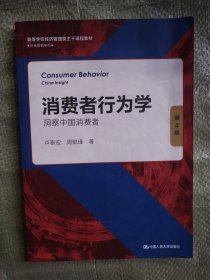 高等学校经济管理类主干课程教材
Consumer Behavior
China Insight
消费者行为学
第4版
洞察中国消费者
卢泰宏 周懿瑾 著
中国人民大学出版社